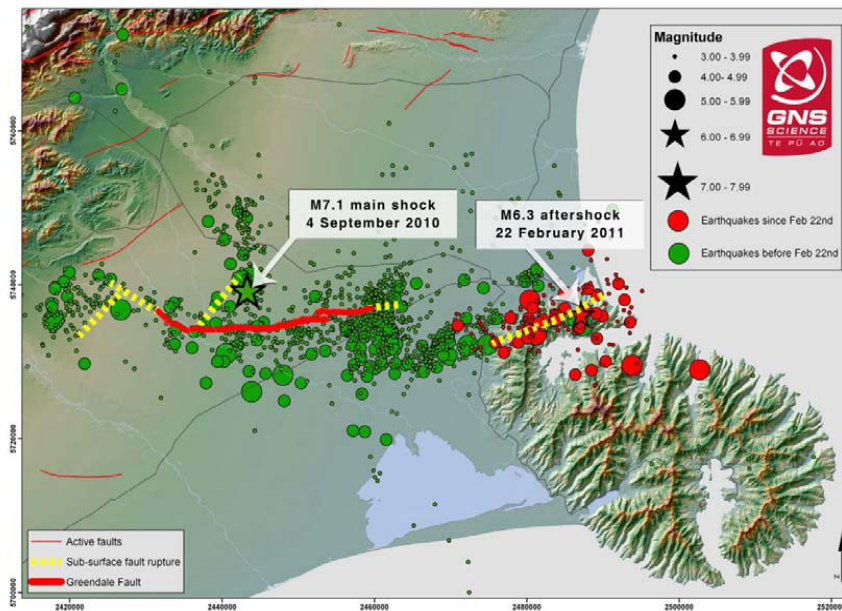 Magnitude
3.00 - 3.99
4.00 - 4.99
5.00 - 5.99
6.00 - 6.99
7.00 - 7.99
Earthquakes since Feb 22nd
Earthquakes before Feb 22nd
GNS
SCIENCE
TE PŪ AO
M7.1 main shock
4 September 2010
M6.3 aftershock
22 February 2011
5760000
5740000
5720000
5700000
Active faults
Sub-surface fault rupture
Greendale Fault
2420000
2440000
2460000
2480000
2500000
N